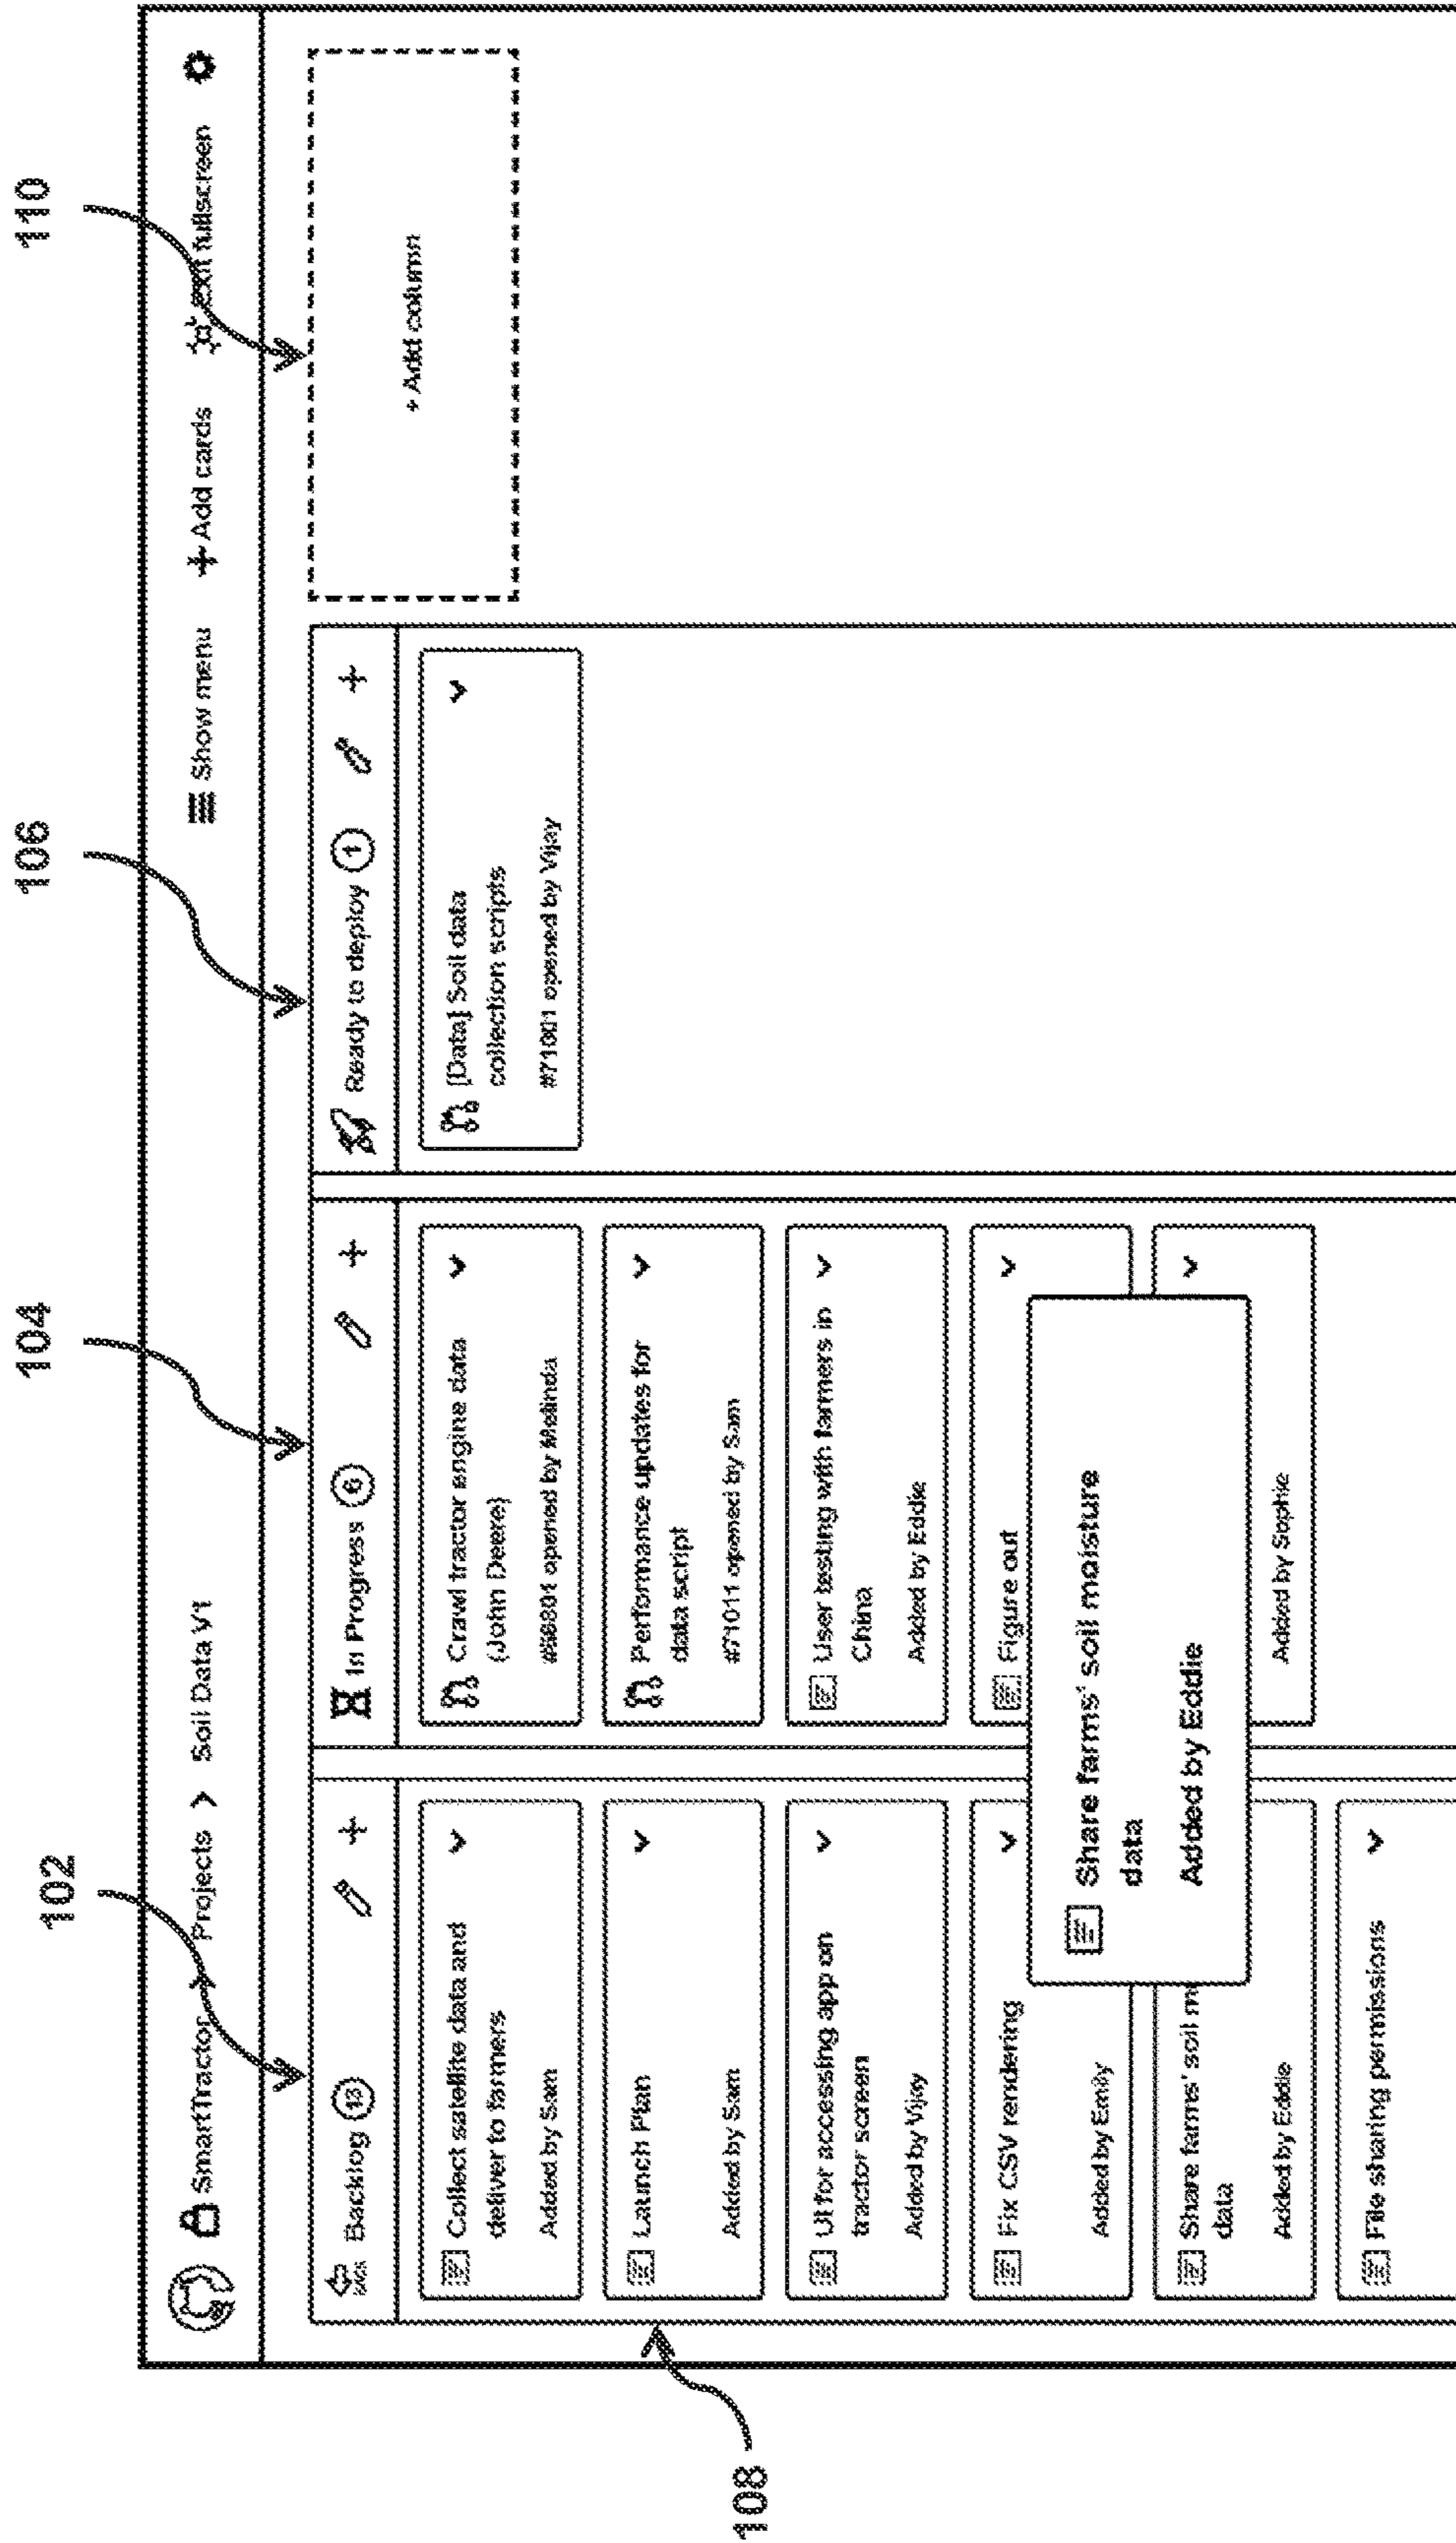 102
104
106
110
SmartTractor
Projects
Soil Data V1
Show menu
Add cards
exit fullscreen
108
Backlog 13
Collect satellite data and
deliver to farmers
Added by Sam
Launch Plan
Added by Sam
UI for accessing app on
tractor screen
Added by Vijay
Fix CSV rendering
Added by Emily
Share farms' soil m
data
Added by Eddie
File sharing permissions
In Progress 6
Crawl tractor engine data
(John Deere)
opened by Melinda
Performance updates for
data script
#71011 opened by Sam
User testing with farmers in
China
Added by Eddie
Figure out
Added by Sophie
Share farms' soil moisture
data
Added by Eddie
Ready to deploy 1
[Data] Soil data
collection scripts
#71001 opened by Vijay
+ Add column